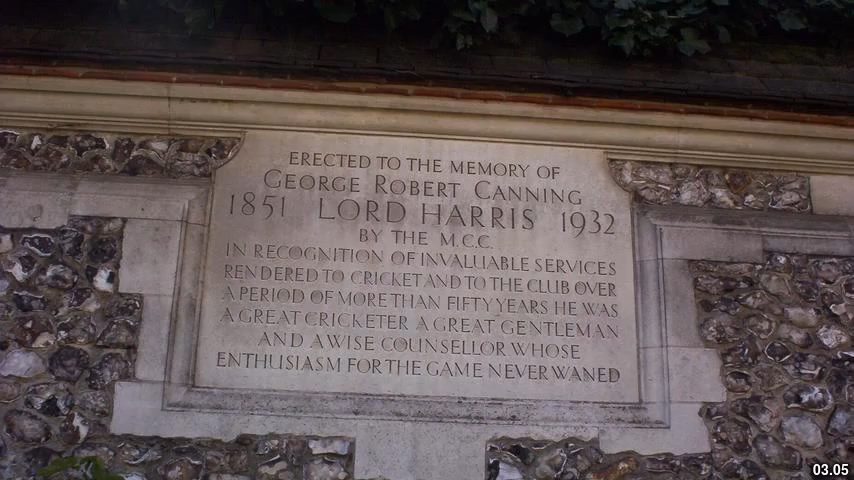 ERECTED TO THE MEMORY OF
GEORGE ROBERT CANNING
1851 LORD HARRIS 1932
BY THE M.C.C.
IN RECOGNITION OF INVALUABLE SERVICES
RENDERED TO CRICKET AND TO THE CLUB OVER
A PERIOD OF MORE THAN FIFTY YEARS HE WAS
A GREAT CRICKETER A GREAT GENTLEMAN
AND A WISE COUNSELLOR WHOSE
ENTHUSIASM FOR THE GAME NEVER WANED
03.05